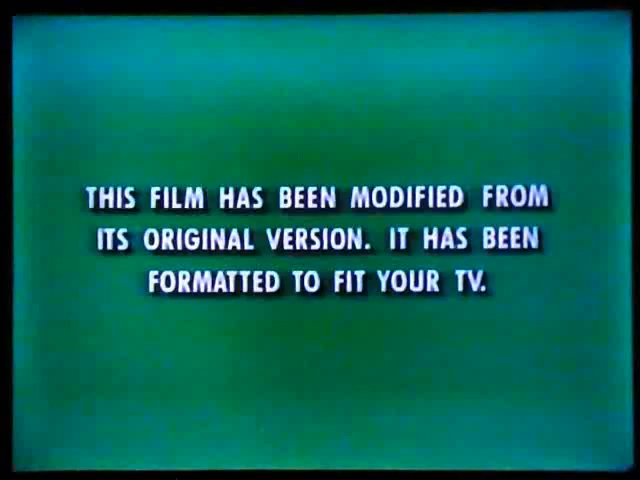 THIS FILM HAS BEEN MODIFIED FROM
ITS ORIGINAL VERSION. IT HAS BEEN
FORMATTED TO FIT YOUR TV.